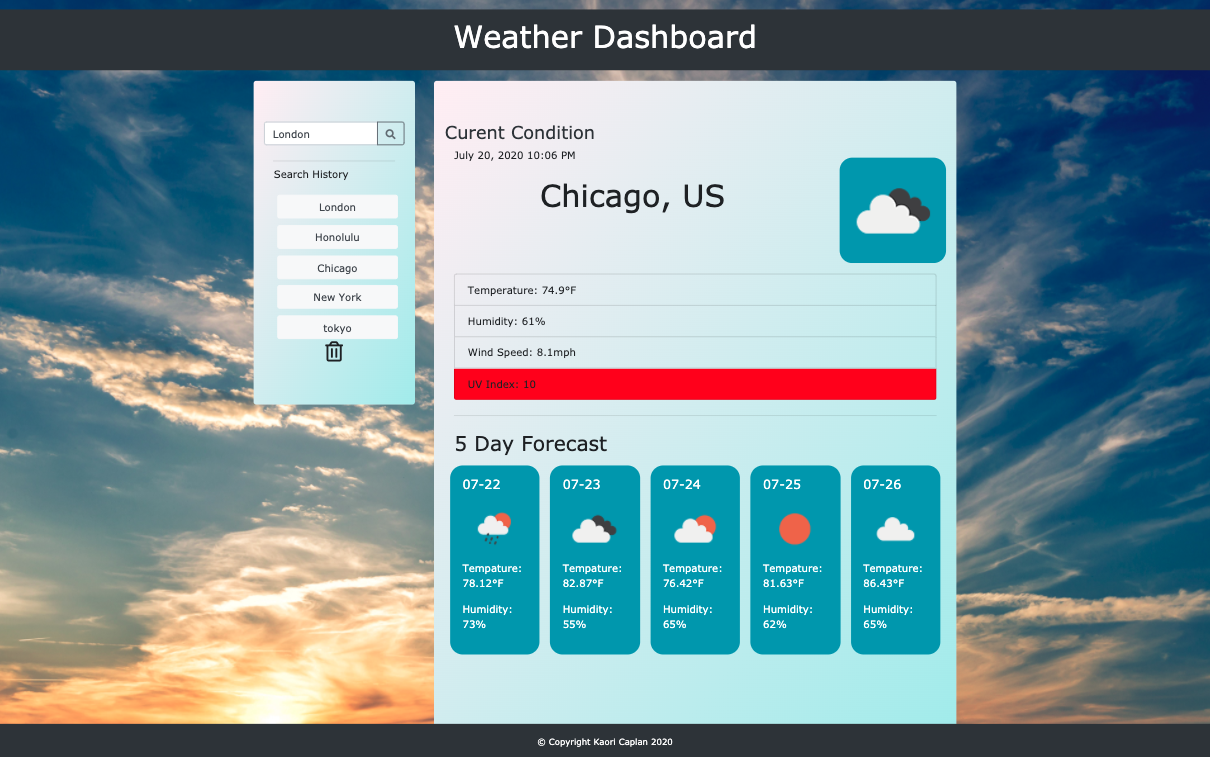 Weather Dashboard
London
Search History
London
Honolulu
Chicago
New York
tokyo
Curent Condition
July 20, 2020 10:06 PM
Chicago, US
Temperature: 74.9°F
Humidity: 61%
Wind Speed: 8.1mph
UV Index: 10
5 Day Forecast
07-22
Tempature:
78.12°F
Humidity:
73%
07-23
Tempature:
82.87°F
Humidity:
55%
07-24
Tempature:
76.42°F
Humidity:
65%
07-25
Tempature:
81.63°F
Humidity:
62%
07-26
Tempature:
86.43°F
Humidity:
65%
© Copyright Kaori Caplan 2020